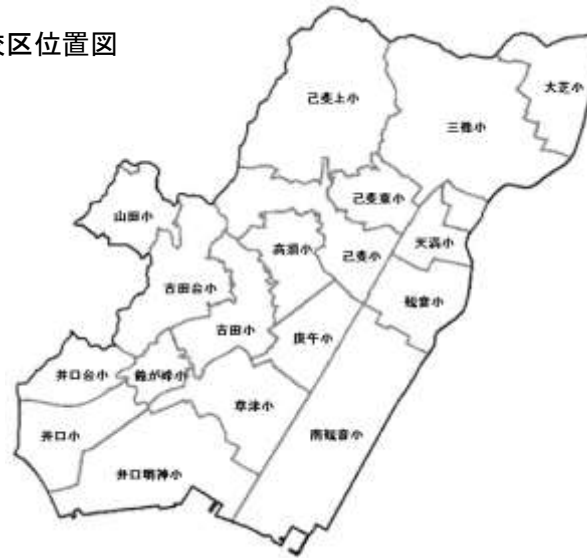 校区位置図
大芝小
己斐上小
三篠小
己斐東小
山田小
天満小
高須小
己斐小
古田台小
観音小
古田小
庚午小
井口台小
鈴が峰小
草津小
井口小
南観音小
井口明神小